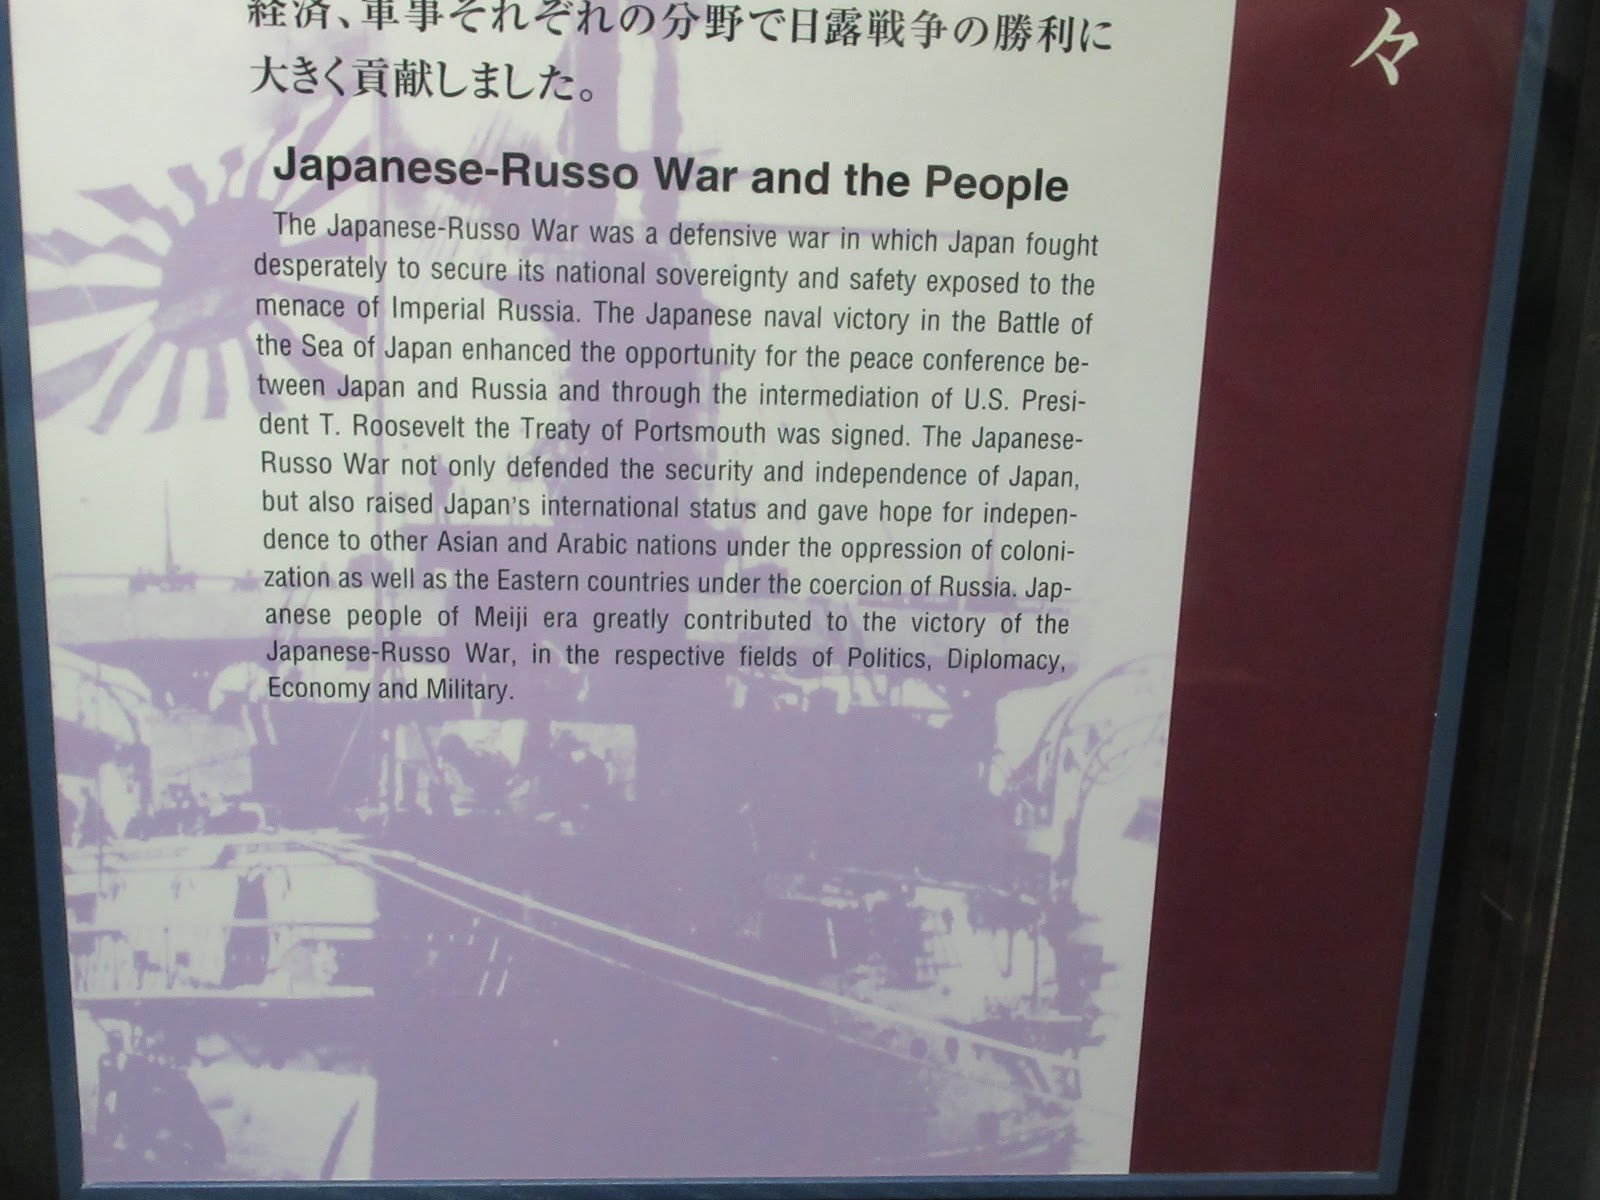 経済、軍事それぞれの分野で日露戦争の勝利に
大きく貢献しました。
々
Japanese-Russo War and the People
The Japanese-Russo War was a defensive war in which Japan fought
desperately to secure its national sovereignty and safety exposed to the
menace of Imperial Russia. The Japanese naval victory in the Battle of
the Sea of Japan enhanced the opportunity for the peace conference be-
tween Japan and Russia and through the intermediation of U.S. Presi-
dent T. Roosevelt the Treaty of Portsmouth was signed. The Japanese-
Russo War not only defended the security and independence of Japan,
but also raised Japan's international status and gave hope for indepen-
dence to other Asian and Arabic nations under the oppression of coloni-
zation as well as the Eastern countries under the coercion of Russia. Jap-
anese people of Meiji era greatly contributed to the victory of the
Japanese-Russo War, in the respective fields of Politics, Diplomacy,
Economy and Military.